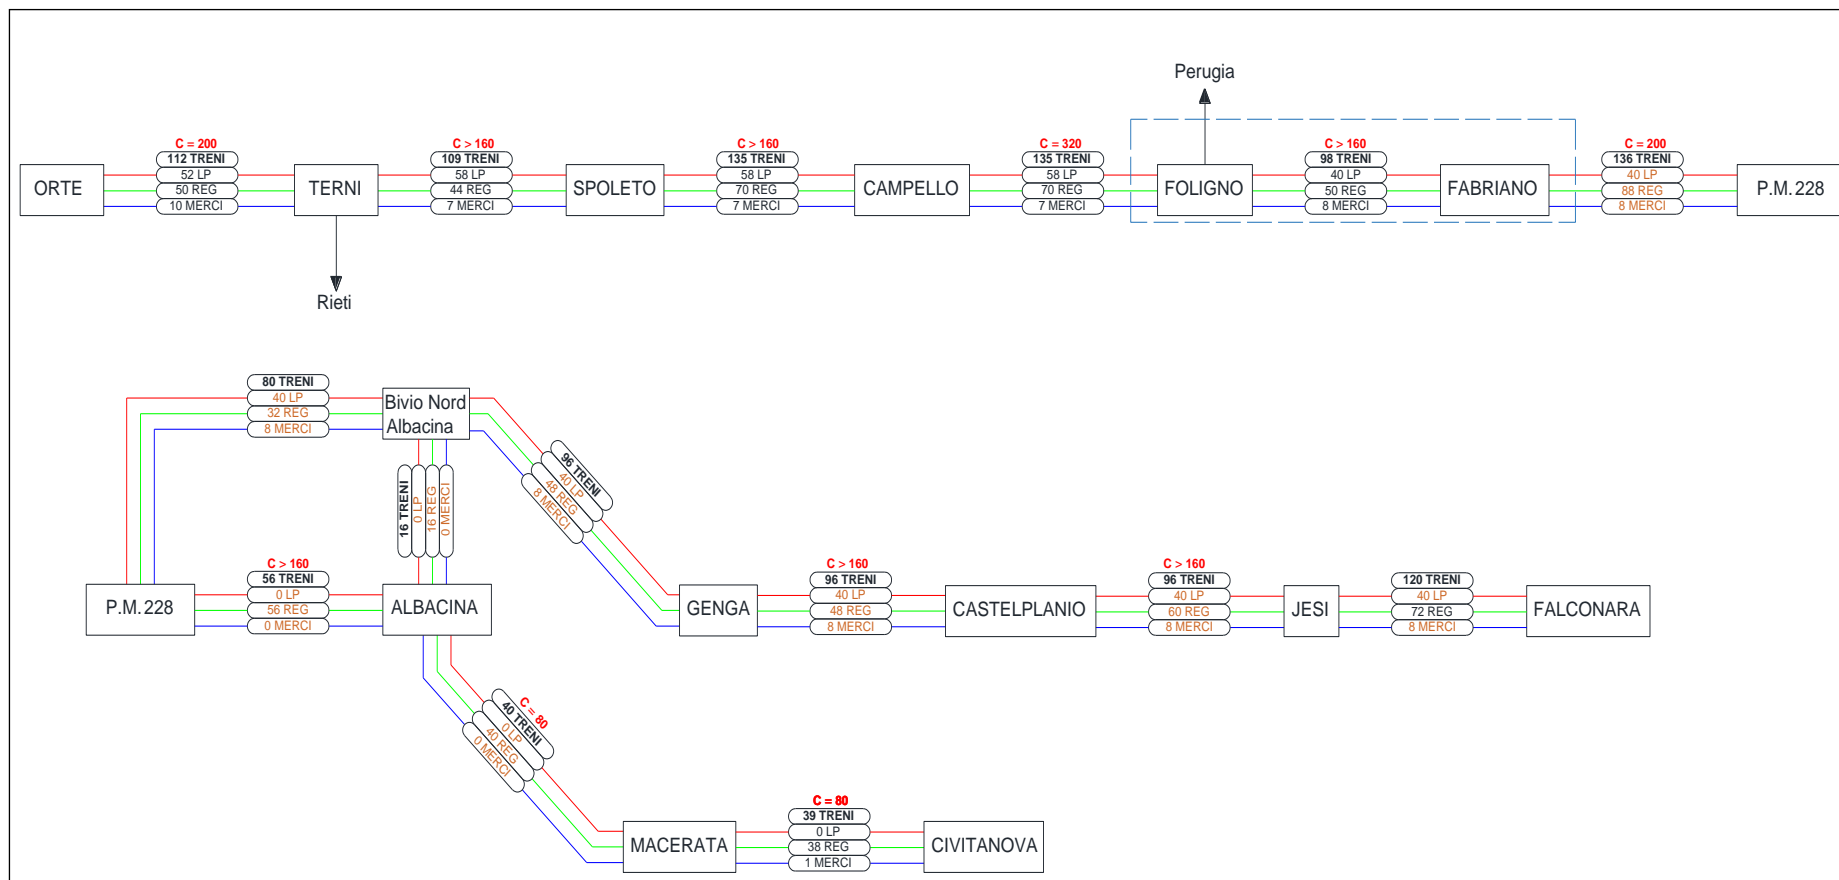 Perugia
C = 200
112 TRENI
52 LP
50 REG
10 MERCI
C > 160
109 TRENI
58 LP
44 REG
7 MERCI
C > 160
135 TRENI
58 LP
70 REG
7 MERCI
C = 320
135 TRENI
58 LP
70 REG
7 MERCI
C > 160
98 TRENI
40 LP
50 REG
8 MERCI
C = 200
136 TRENI
40 LP
88 REG
8 MERCI
ORTE
TERNI
SPOLETO
CAMPELLO
FOLIGNO
FABRIANO
P.M. 228
Rieti
80 TRENI
40 LP
32 REG
8 MERCI
Bivio Nord
Albacina
96 TRENI
40 LP
48 REG
8 MERCI
16 TRENI
0 LP
16 REG
0 MERCI
C > 160
56 TRENI
0 LP
56 REG
0 MERCI
P.M. 228
ALBACINA
GENGA
C > 160
96 TRENI
40 LP
48 REG
8 MERCI
CASTELPLANIO
C > 160
96 TRENI
40 LP
60 REG
8 MERCI
JESI
120 TRENI
40 LP
72 REG
8 MERCI
FALCONARA
C = 80
40 TRENI
0 LP
40 REG
0 MERCI
MACERATA
C = 80
39 TRENI
0 LP
38 REG
1 MERCI
CIVITANOVA